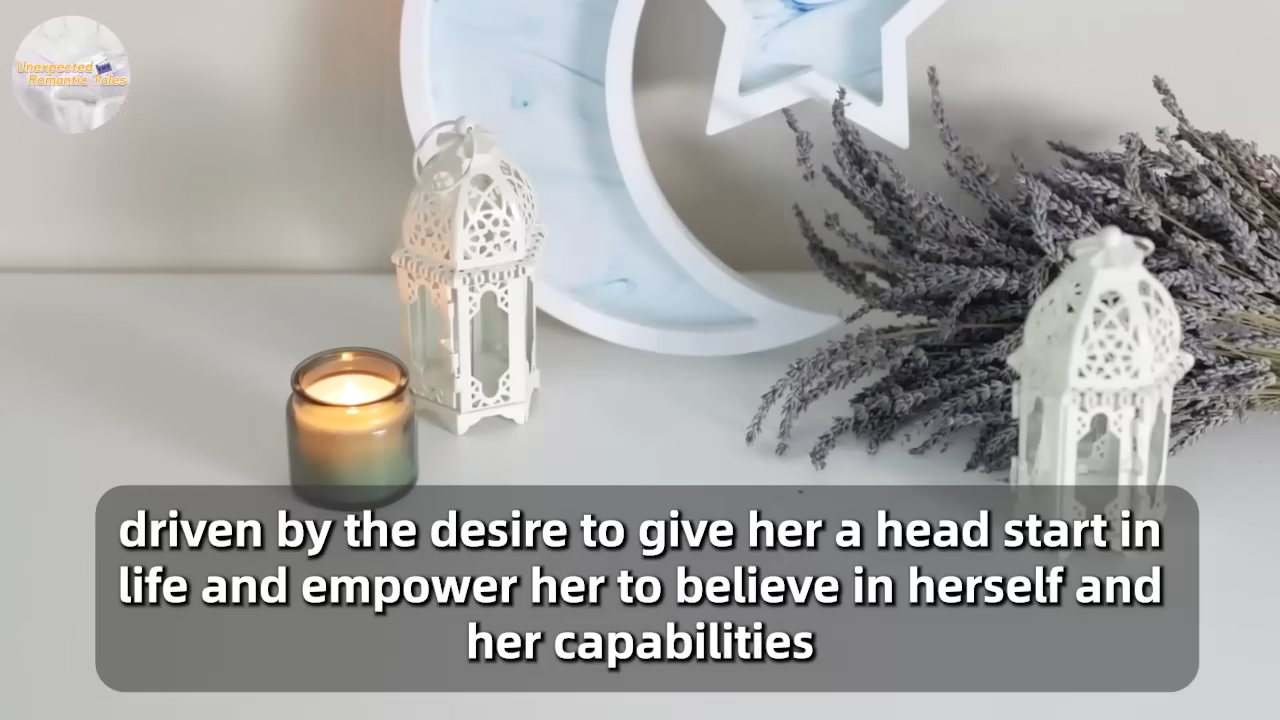 Unexpected
Romantic Tales
driven by the desire to give her a head start in
life and empower her to believe in herself and
her capabilities